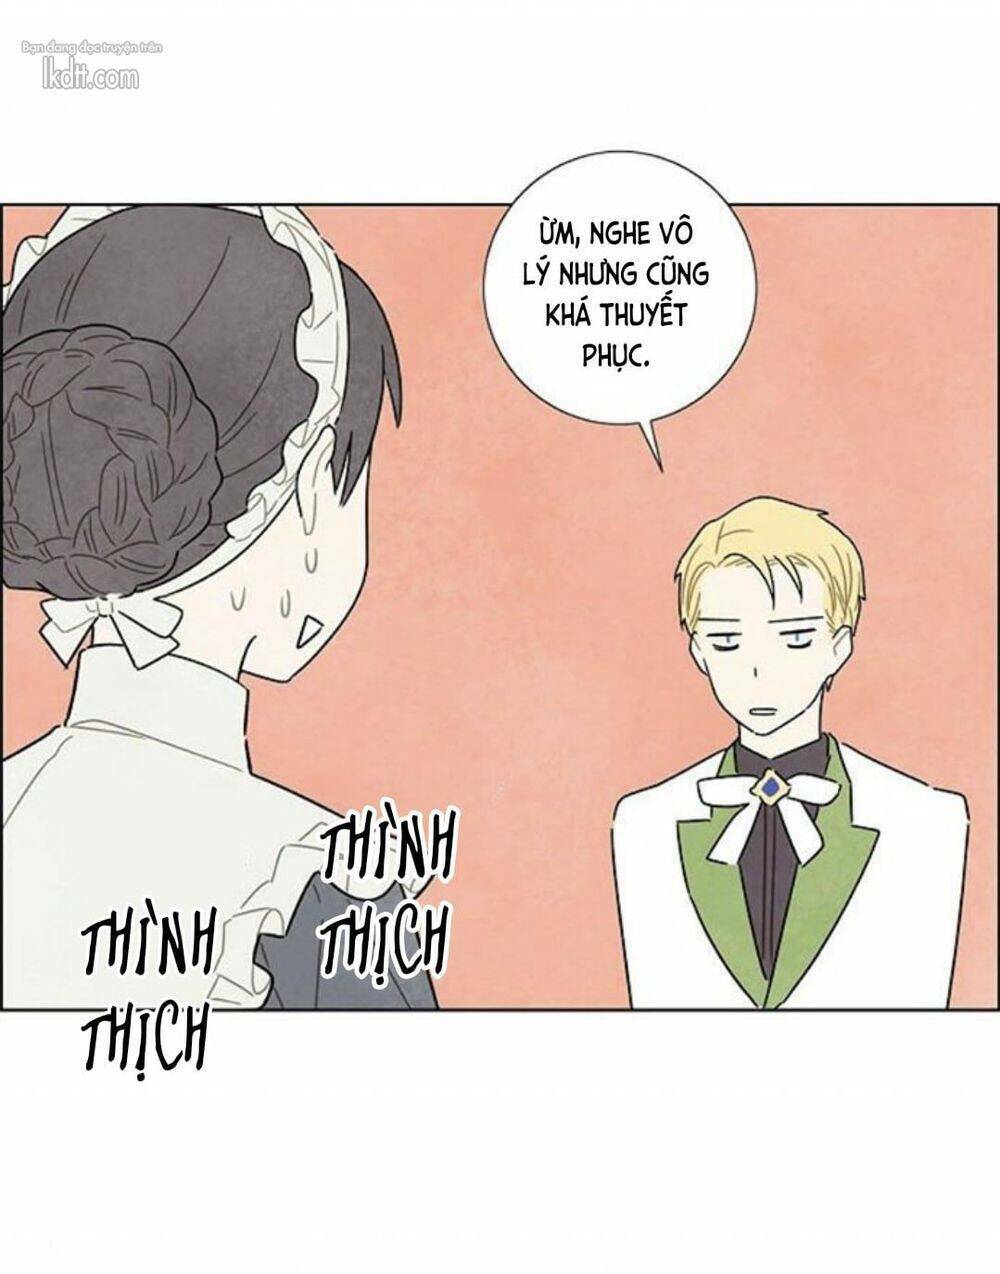 Bạn đang đọc truyện trên
lkdtt.com
ỪM, NGHE VÔ
LÝ NHƯNG CŨNG
KHÁ THUYẾT
PHỤC.
THÌNH
THỊCH
THÌNH
THỊCH